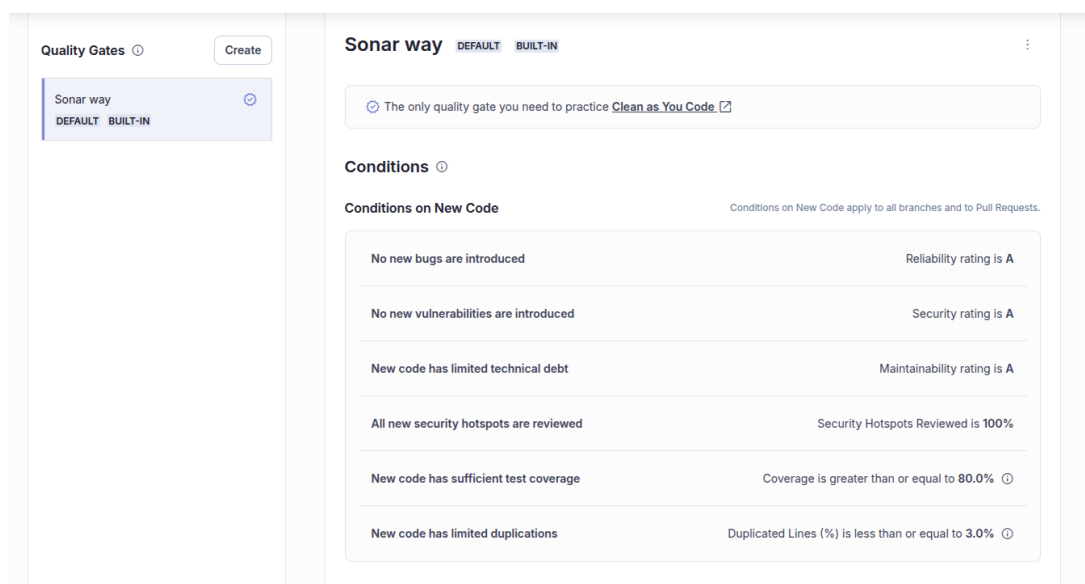 Quality Gates
Create
Sonar way
DEFAULT BUILT-IN
Sonar way DEFAULT BUILT-IN
The only quality gate you need to practice Clean as You Code
Conditions
Conditions on New Code
Conditions on New Code apply to all branches and to Pull Requests.
No new bugs are introduced Reliability rating is A
No new vulnerabilities are introduced Security rating is A
New code has limited technical debt Maintainability rating is A
All new security hotspots are reviewed Security Hotspots Reviewed is 100%
New code has sufficient test coverage Coverage is greater than or equal to 80.0%
New code has limited duplications Duplicated Lines (%) is less than or equal to 3.0%